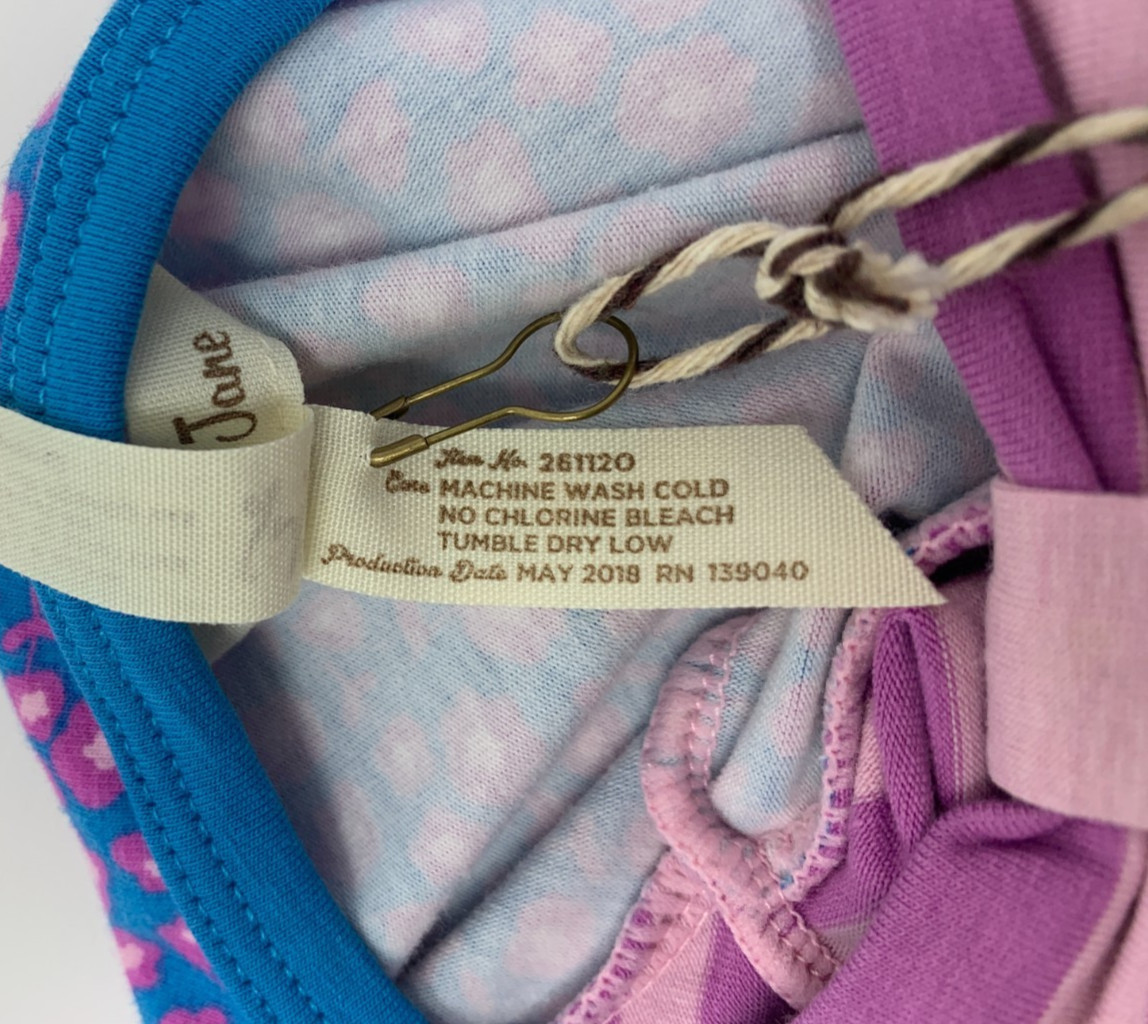 Jane
Item No. 261120
Care MACHINE WASH COLD
NO CHLORINE BLEACH
TUMBLE DRY LOW
Production Date MAY 2018 RN 139040